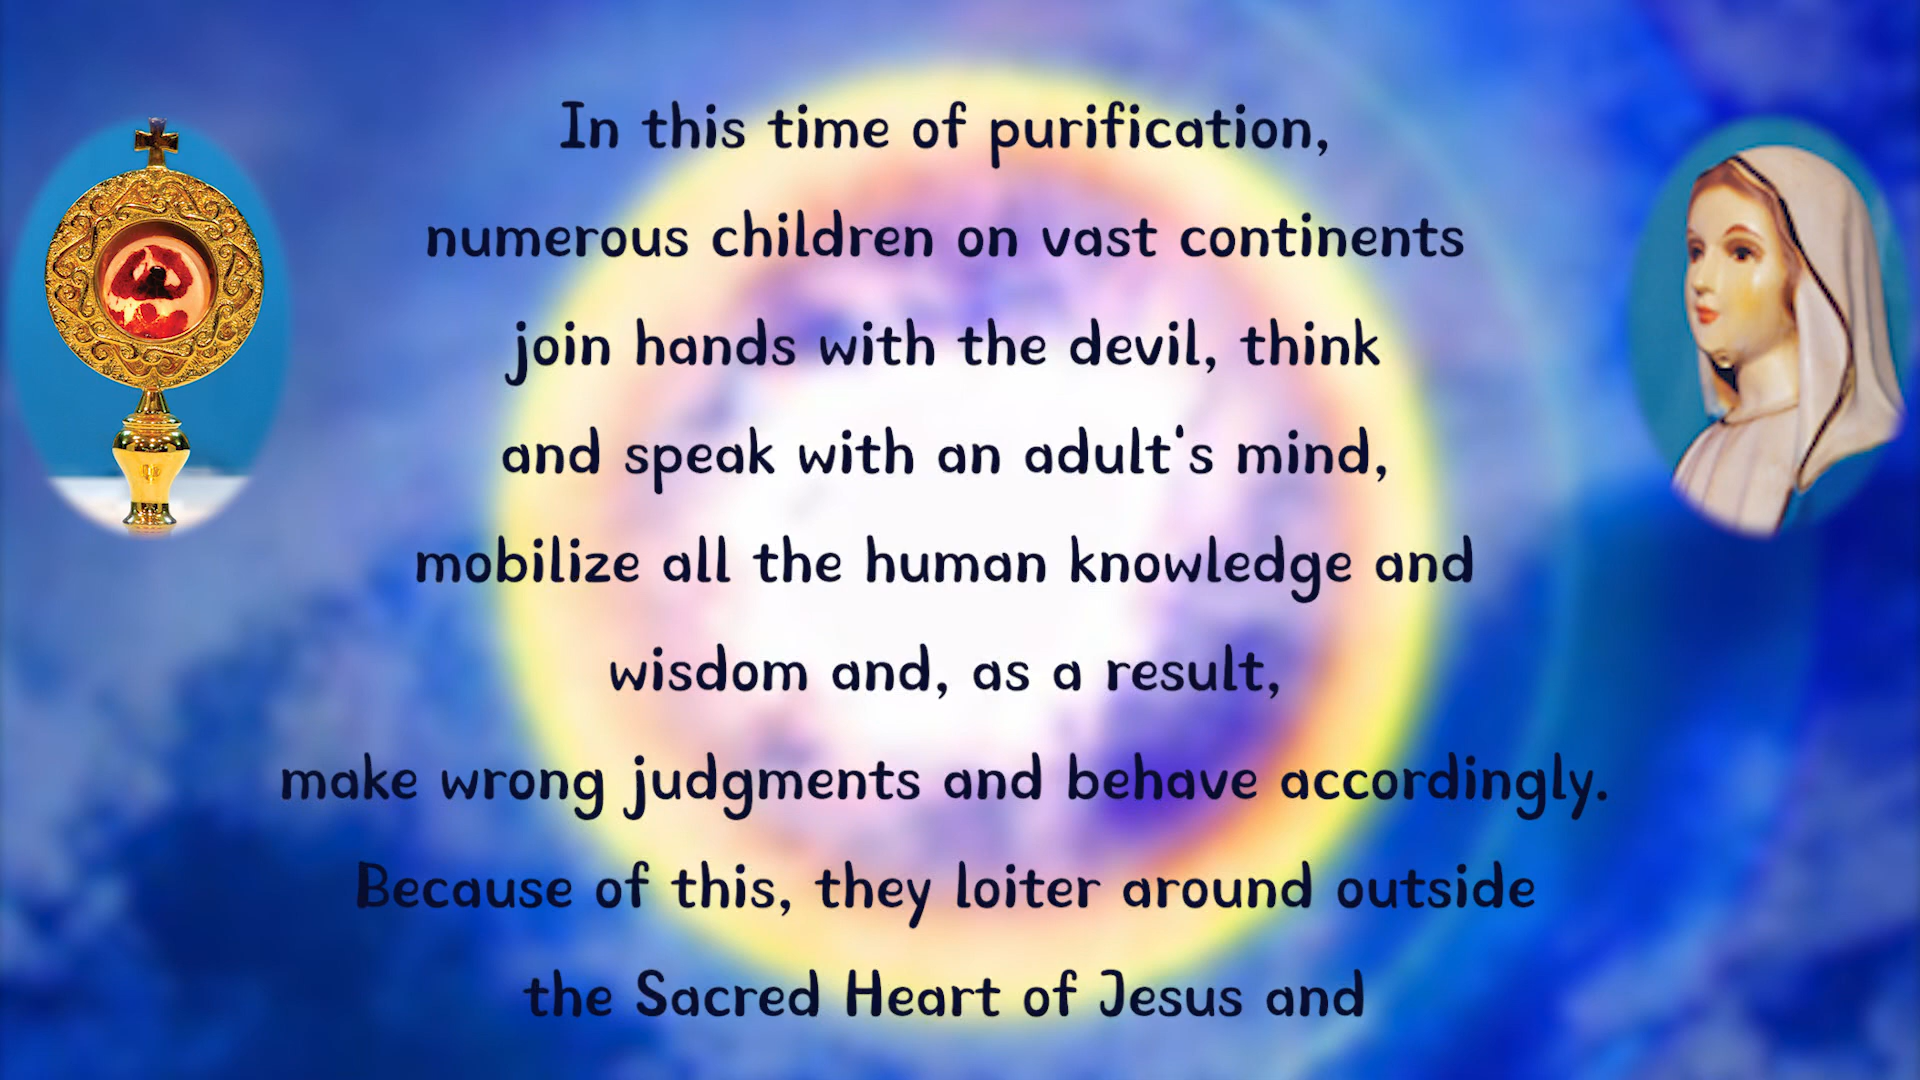 In this time of purification,
numerous children on vast continents
join hands with the devil, think
and speak with an adult's mind,
mobilize all the human knowledge and
wisdom and, as a result,
make wrong judgments and behave accordingly.
Because of this, they loiter around outside
the Sacred Heart of Jesus and